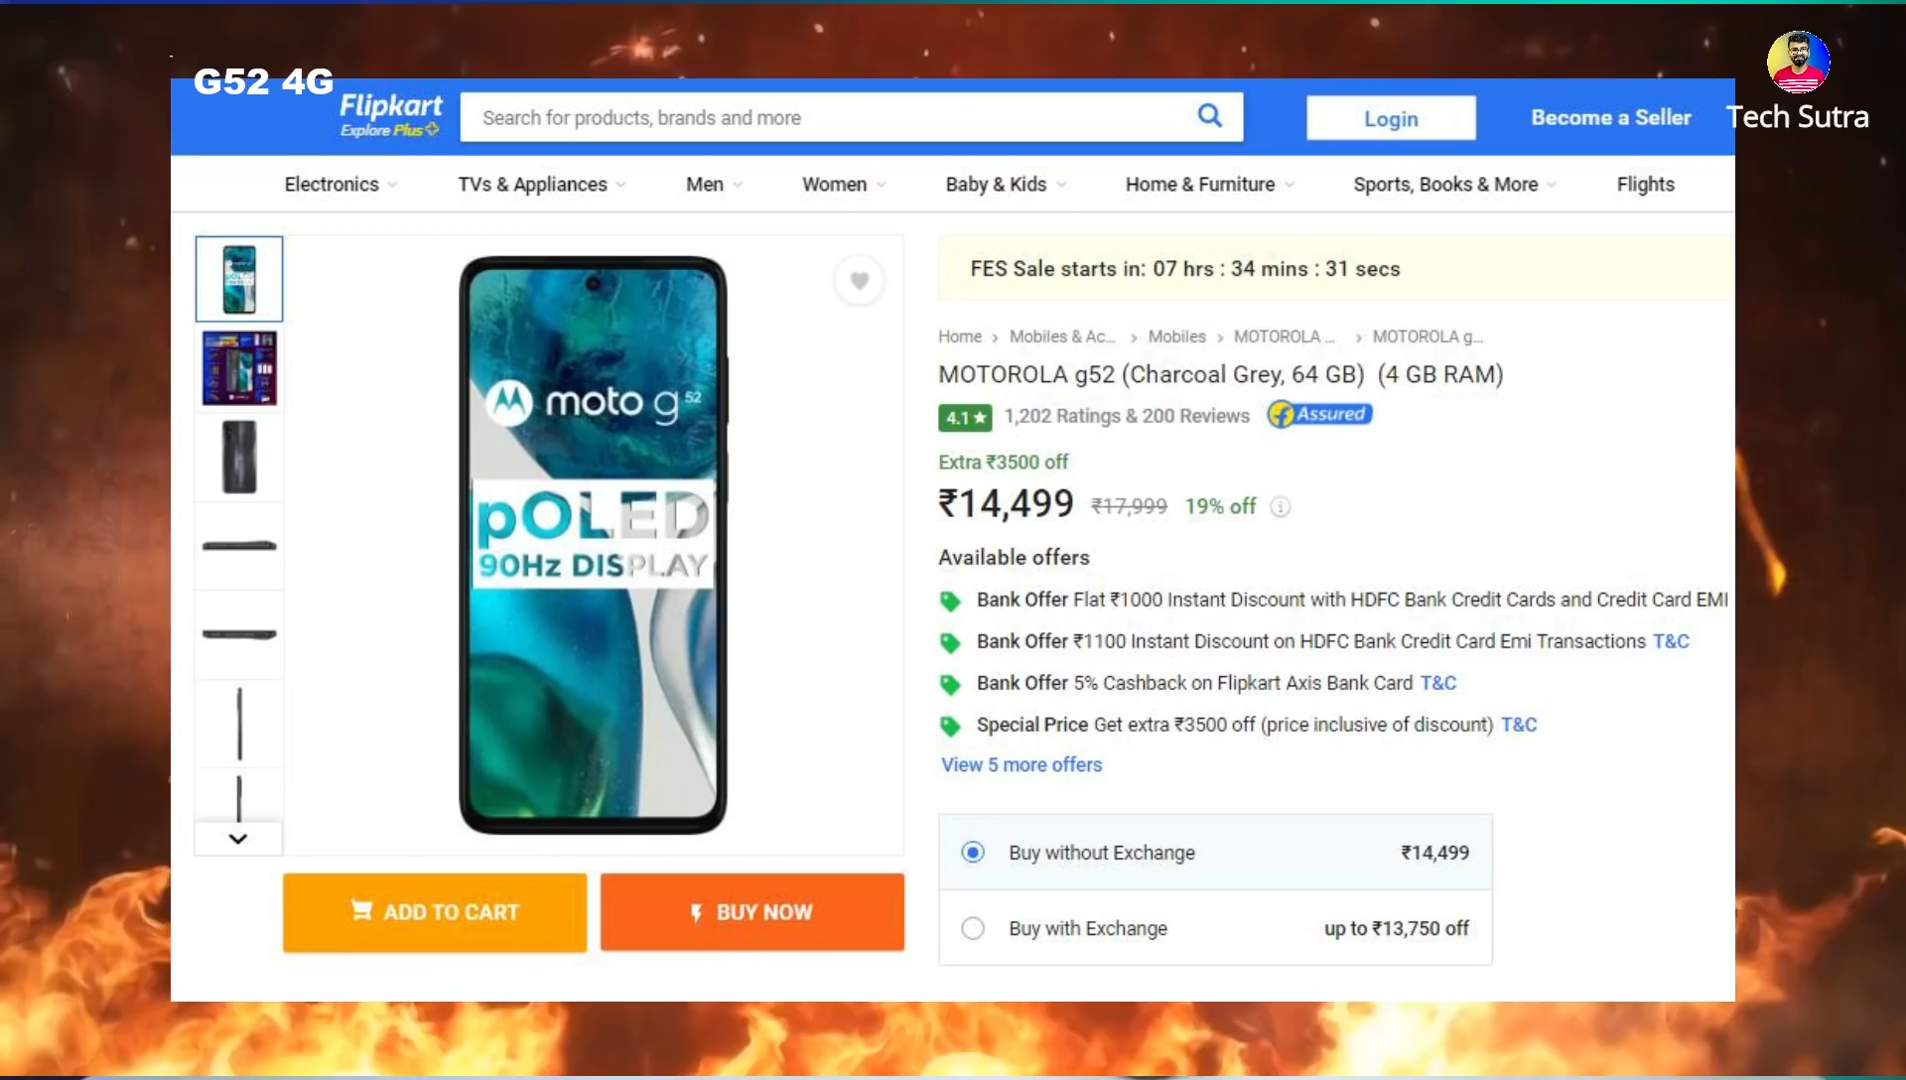 G52 4G
Flipkart
Explore Plus
Search for products, brands and more
Login
Become a Seller
Tech Sutra
Electronics
TVs & Appliances
Men
Women
Baby & Kids
Home & Furniture
Sports, Books & More
Flights
moto g52
pOLED
90Hz DISPLAY
FES Sale starts in: 07 hrs : 34 mins : 31 secs
Home > Mobiles & Ac... > Mobiles > MOTOROLA ... > MOTOROLA g...
MOTOROLA g52 (Charcoal Grey, 64 GB) (4 GB RAM)
4.1★ 1,202 Ratings & 200 Reviews Assured
Extra ₹3500 off
₹14,499 ₹17,999 19% off
Available offers
Bank Offer Flat ₹1000 Instant Discount with HDFC Bank Credit Cards and Credit Card EMI
Bank Offer ₹1100 Instant Discount on HDFC Bank Credit Card Emi Transactions T&C
Bank Offer 5% Cashback on Flipkart Axis Bank Card T&C
Special Price Get extra ₹3500 off (price inclusive of discount) T&C
View 5 more offers
Buy without Exchange ₹14,499
Buy with Exchange up to ₹13,750 off
ADD TO CART
BUY NOW